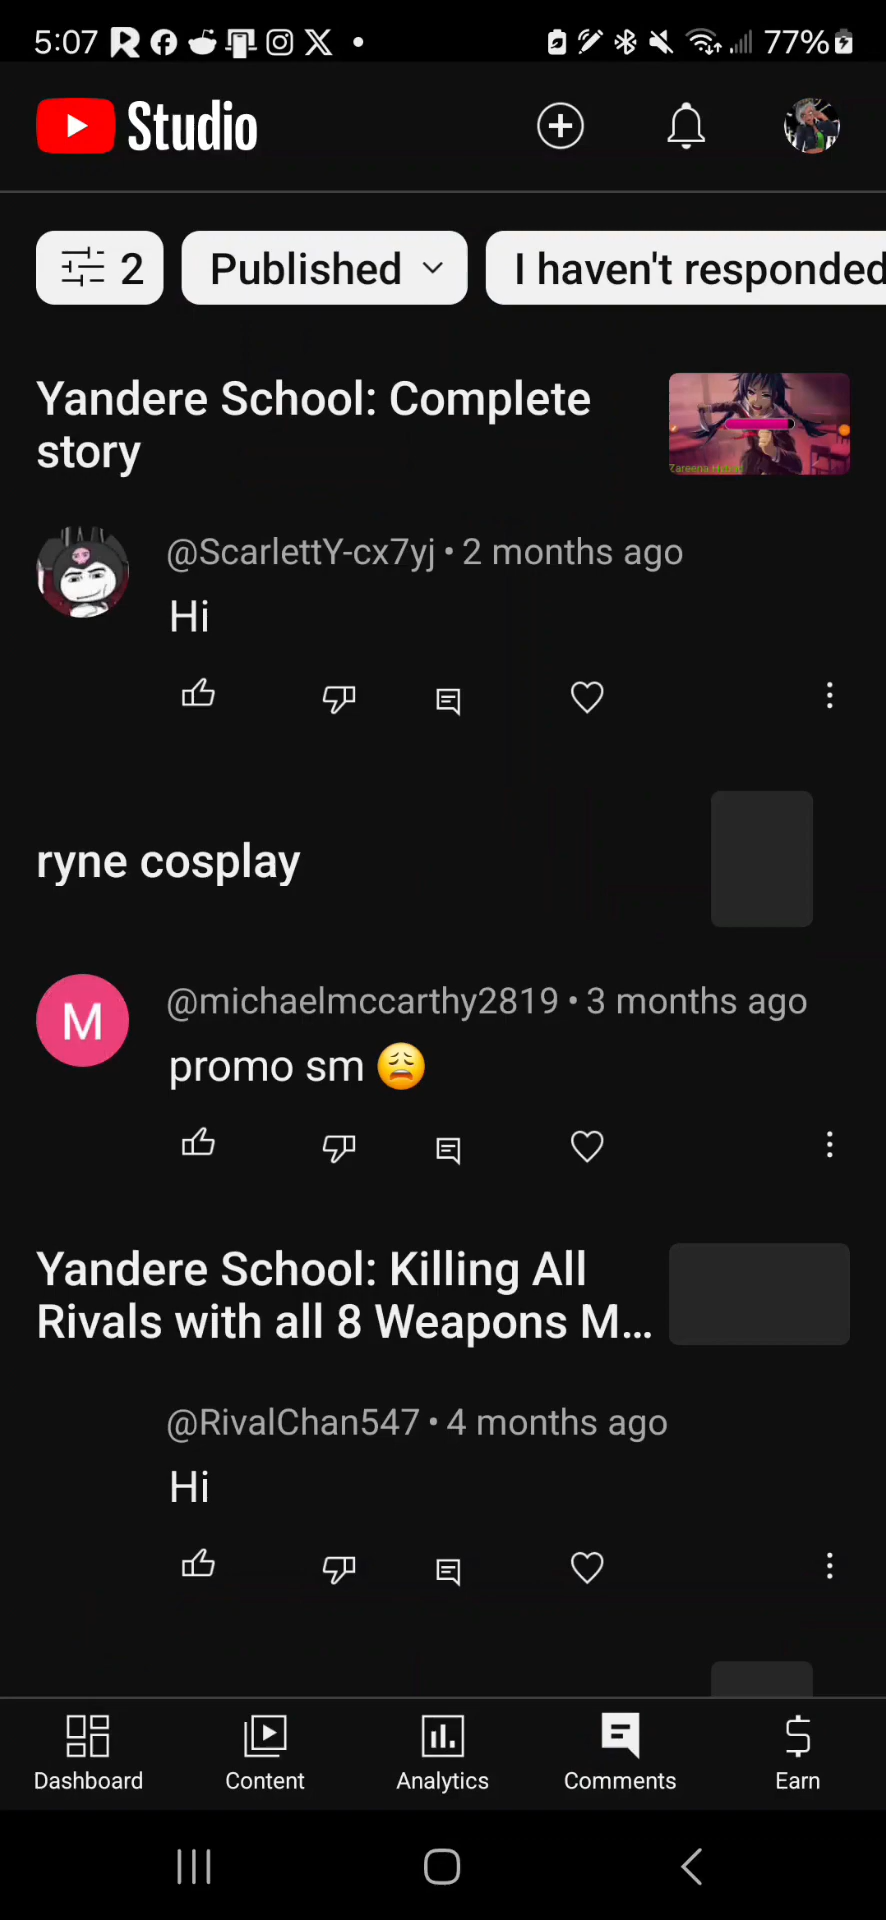 5:07
77%
Studio
2
Published
I haven't responded
Yandere School: Complete
story
Zareena Hybrid
@ScarlettY-cx7yj • 2 months ago
Hi
ryne cosplay
M
@michaelmccarthy2819 • 3 months ago
promo sm 😩
Yandere School: Killing All
Rivals with all 8 Weapons M...
@RivalChan547 • 4 months ago
Hi
Dashboard
Content
Analytics
Comments
Earn